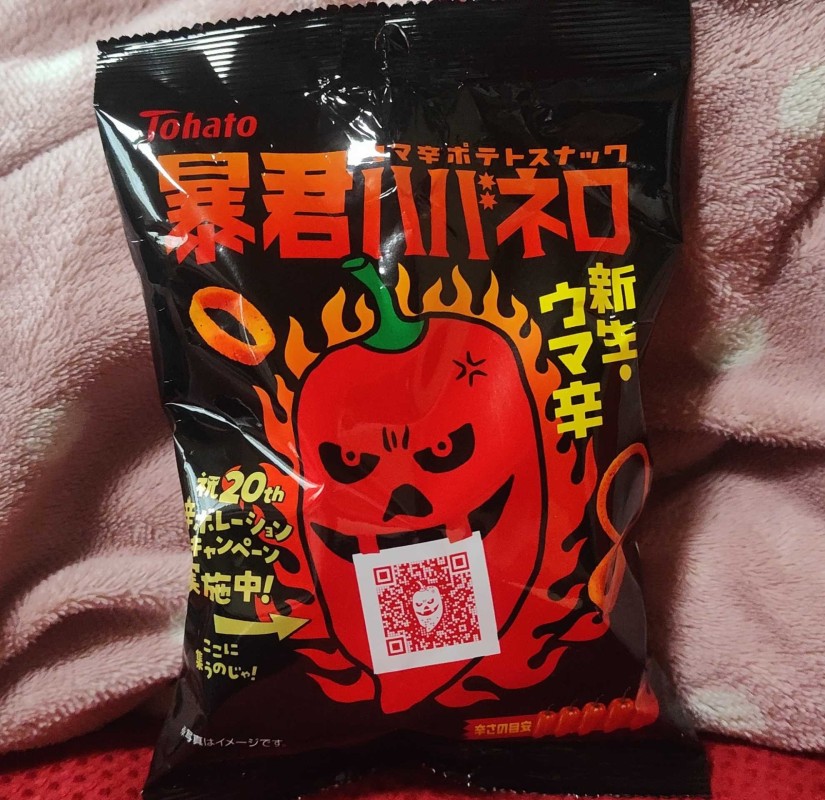 Tohato
ウマ辛ポテトスナック
暴君ハバネロ
新生・
ウマ辛
祝20th
辛ボレーション
キャンペーン
実施中!
ここに
集うのじゃ!
辛さの目安
※写真はイメージです。